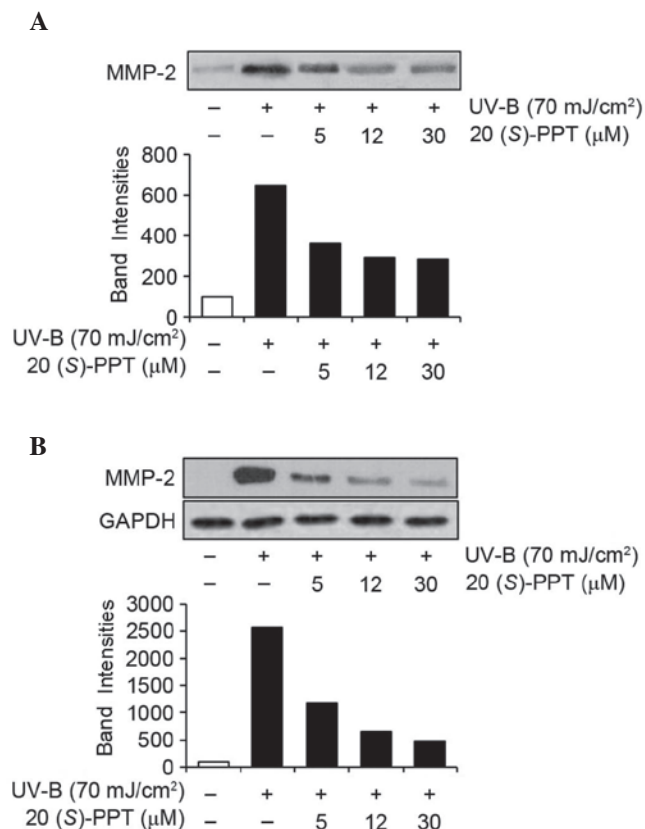 A
MMP-2
– + + + + UV-B (70 mJ/cm²)
– – 5 12 30 20 (S)-PPT (μM)
800
600
400
200
0
Band Intensities
UV-B (70 mJ/cm²) – + + + +
20 (S)-PPT (μM) – – 5 12 30
B
MMP-2
GAPDH
– + + + + UV-B (70 mJ/cm²)
– – 5 12 30 20 (S)-PPT (μM)
3000
2500
2000
1500
1000
500
0
Band Intensities
UV-B (70 mJ/cm²) – + + + +
20 (S)-PPT (μM) – – 5 12 30